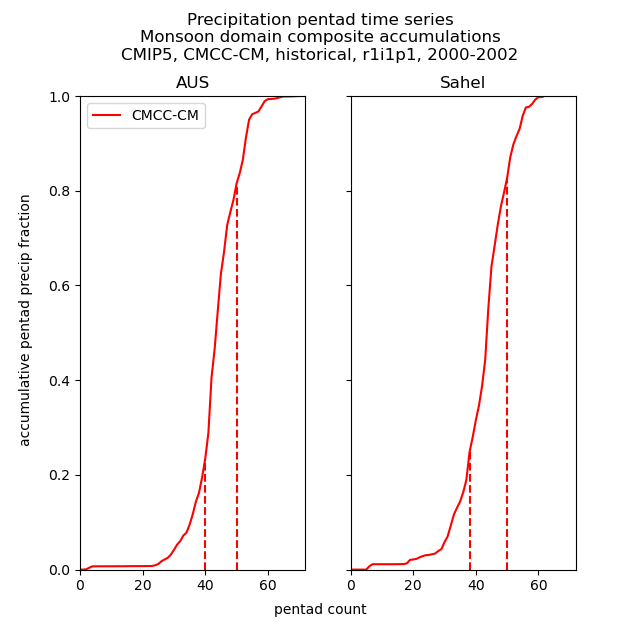 Precipitation pentad time series
Monsoon domain composite accumulations
CMIP5, CMCC-CM, historical, r1i1p1, 2000-2002
AUS
Sahel
CMCC-CM
accumulative pentad precip fraction
1.0
0.8
0.6
0.4
0.2
0.0
0 20 40 60
0 20 40 60
pentad count